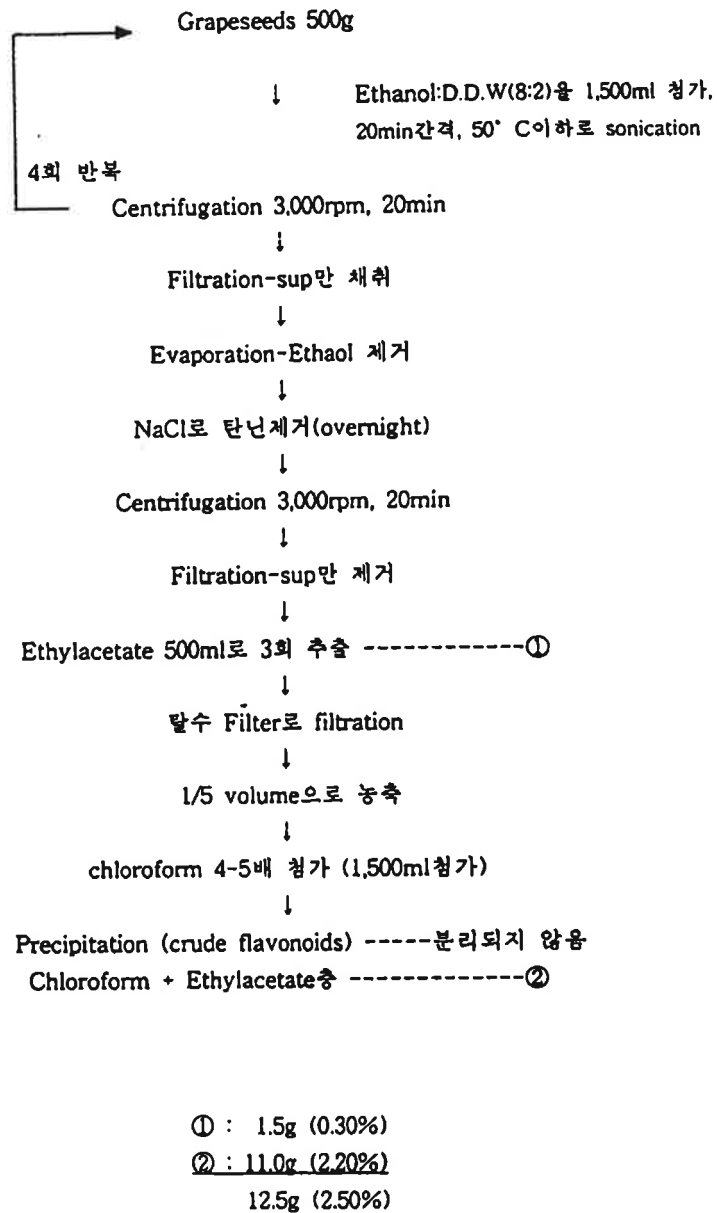 Grapeseeds 500g
↓ Ethanol:D.D.W(8:2)을 1,500ml 첨가,
20min간격, 50° C이하로 sonication
4회 반복
Centrifugation 3,000rpm, 20min
↓
Filtration-sup만 채취
↓
Evaporation-Ethaol 제거
↓
NaCl로 탄닌제거(overnight)
↓
Centrifugation 3,000rpm, 20min
↓
Filtration-sup만 제거
↓
Ethylacetate 500ml로 3회 추출 ------------①
↓
탈수 Filter로 filtration
↓
1/5 volume으로 농축
↓
chloroform 4-5배 첨가 (1,500ml첨가)
↓
Precipitation (crude flavonoids) -----분리되지 않음
Chloroform + Ethylacetate층 -------------②
① : 1.5g (0.30%)
② : 11.0g (2.20%)
12.5g (2.50%)